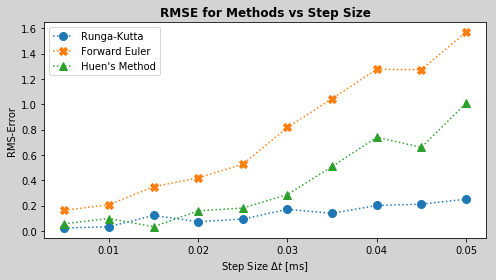 RMSE for Methods vs Step Size
Runga-Kutta
Forward Euler
Huen's Method
RMS-Error
1.6
1.4
1.2
1.0
0.8
0.6
0.4
0.2
0.0
0.01
0.02
0.03
0.04
0.05
Step Size Δt [ms]